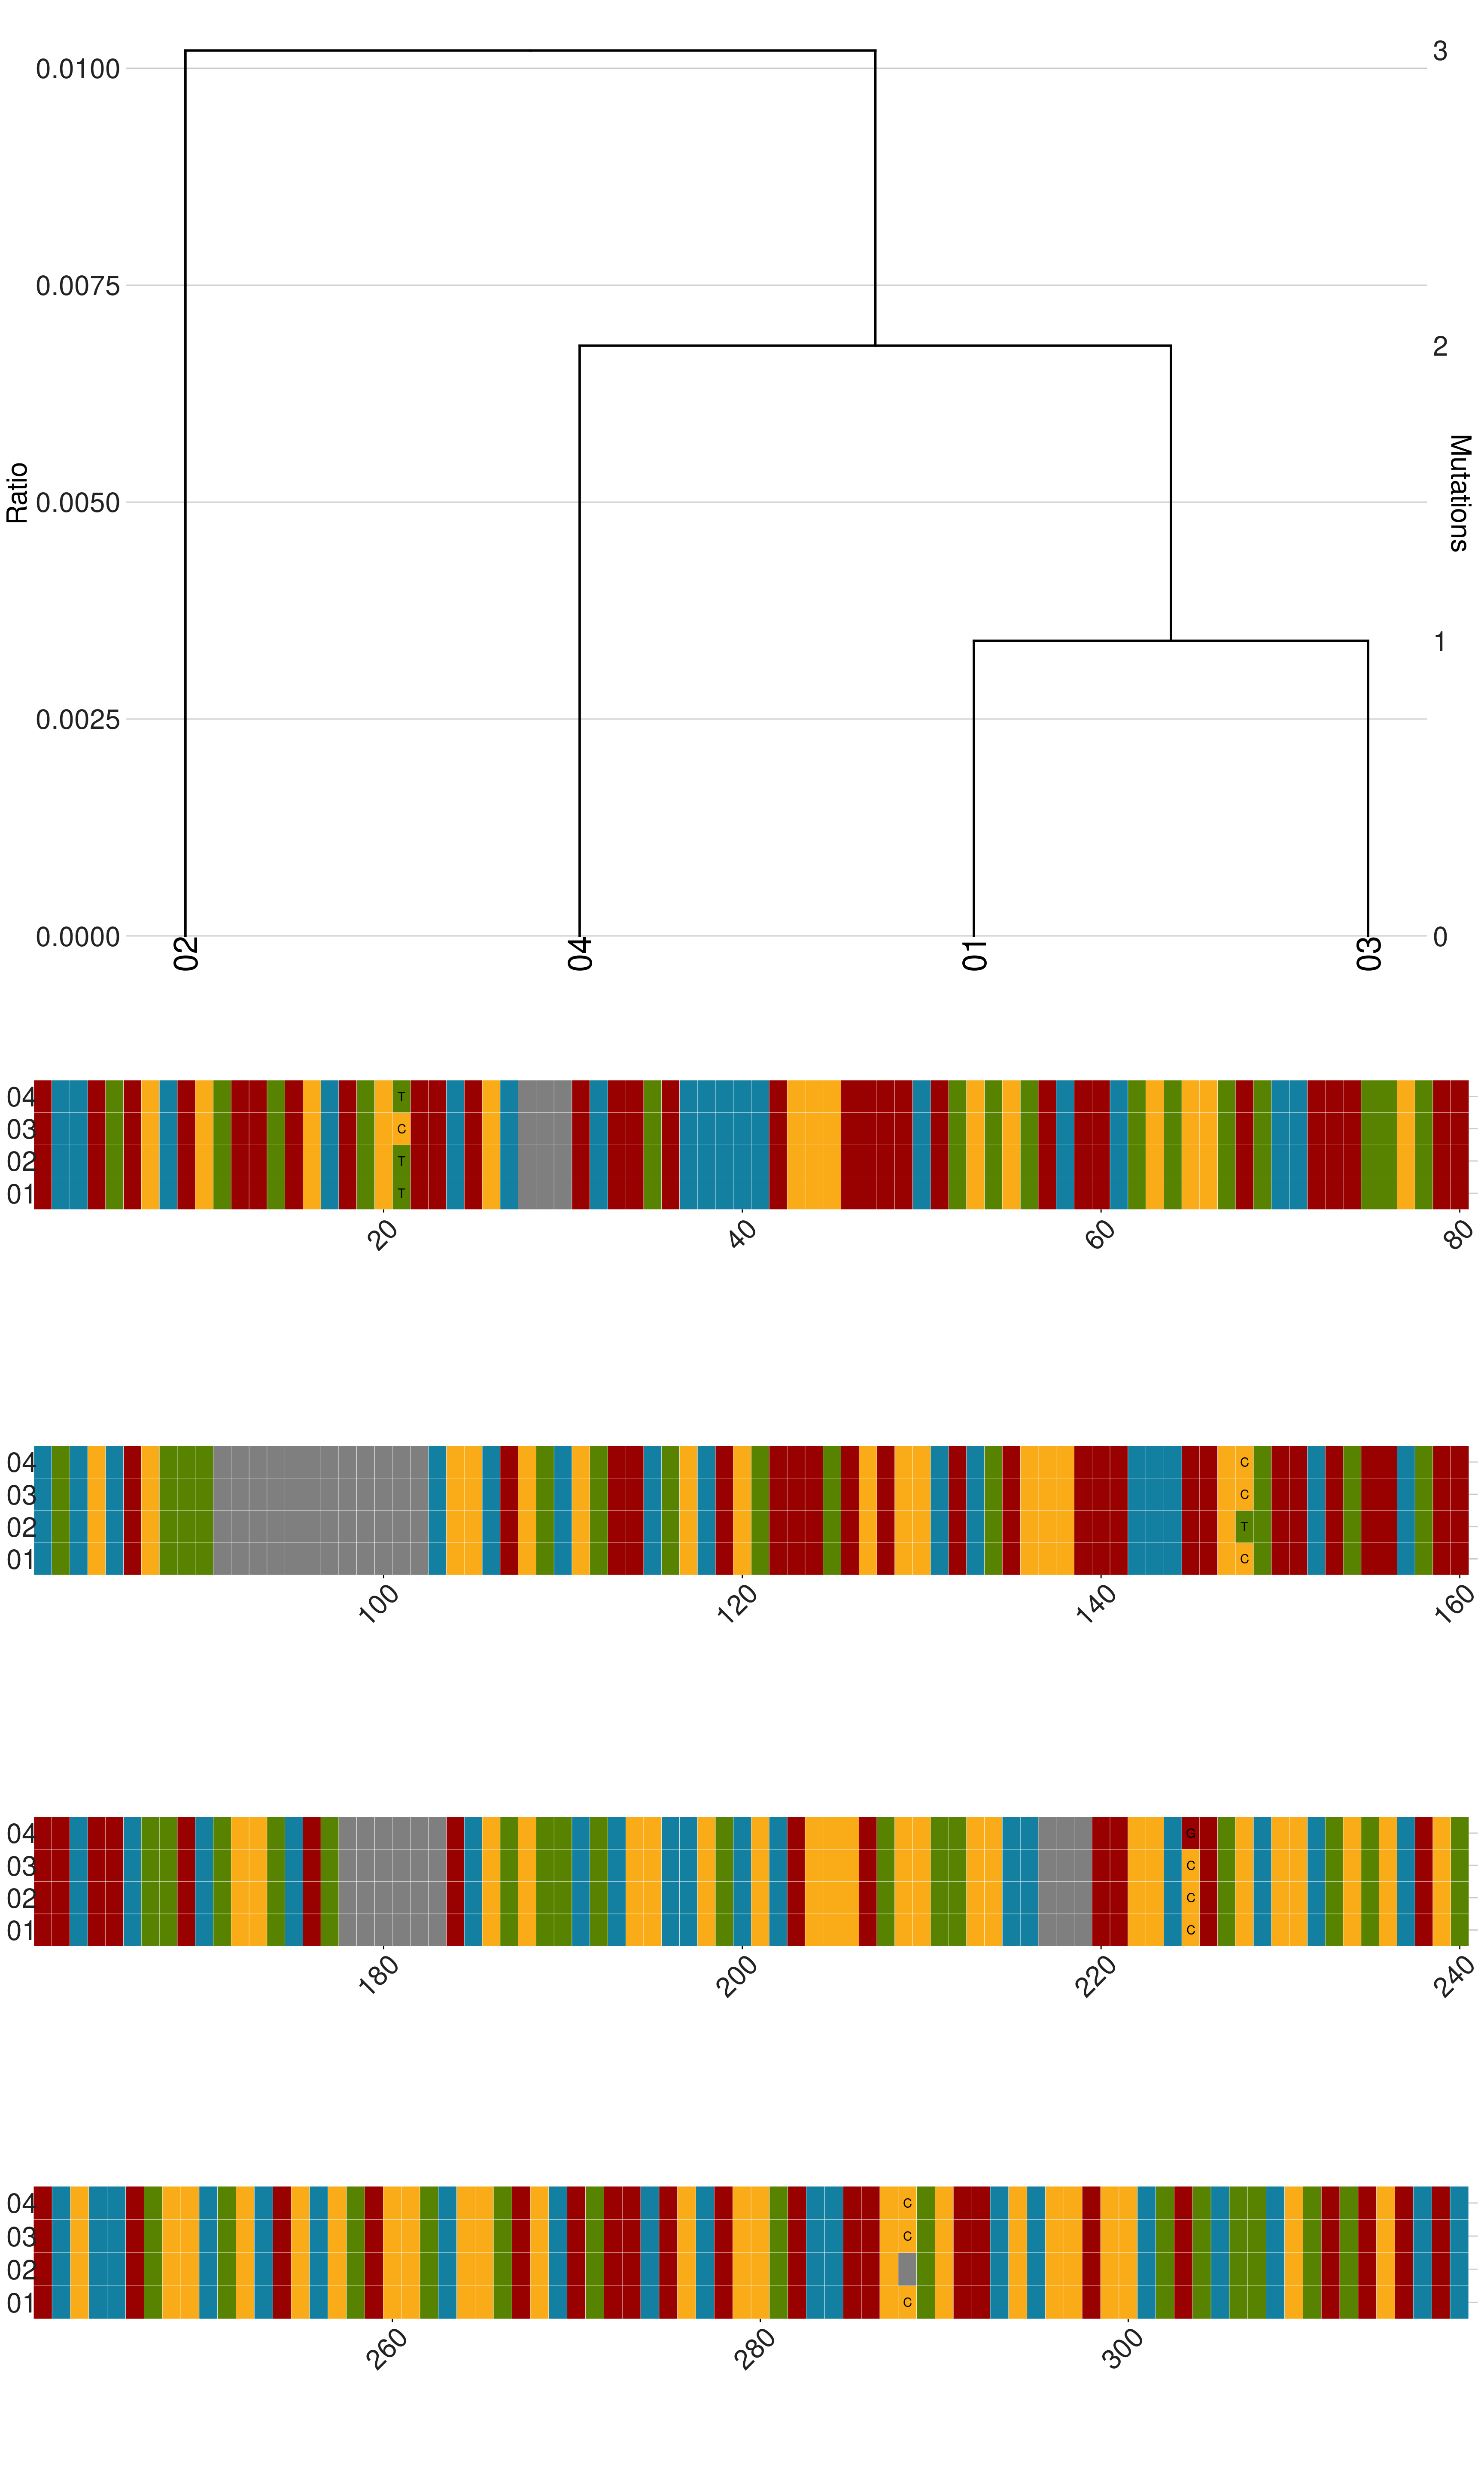 0.0100
3
0.0075
2
Ratio
Mutations
0.0050
1
0.0025
0.0000
0
02 04 01 03
04 T
03 C
02 T
01 T
20 40 60 80
04 C
03 C
02 T
01 C
100 120 140 160
04 G
03 C
02 C
01 C
180 200 220 240
04 C
03 C
02
01 C
260 280 300